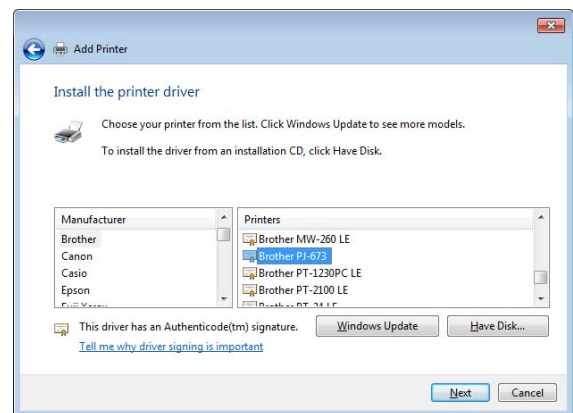 Add Printer
Install the printer driver
Choose your printer from the list. Click Windows Update to see more models.
To install the driver from an installation CD, click Have Disk.
Manufacturer
Brother
Canon
Casio
Epson
Printers
Brother MW-260 LE
Brother PJ-673
Brother PT-1230PC LE
Brother PT-2100 LE
This driver has an Authenticode(tm) signature.
Windows Update
Have Disk...
Tell me why driver signing is important
Next
Cancel